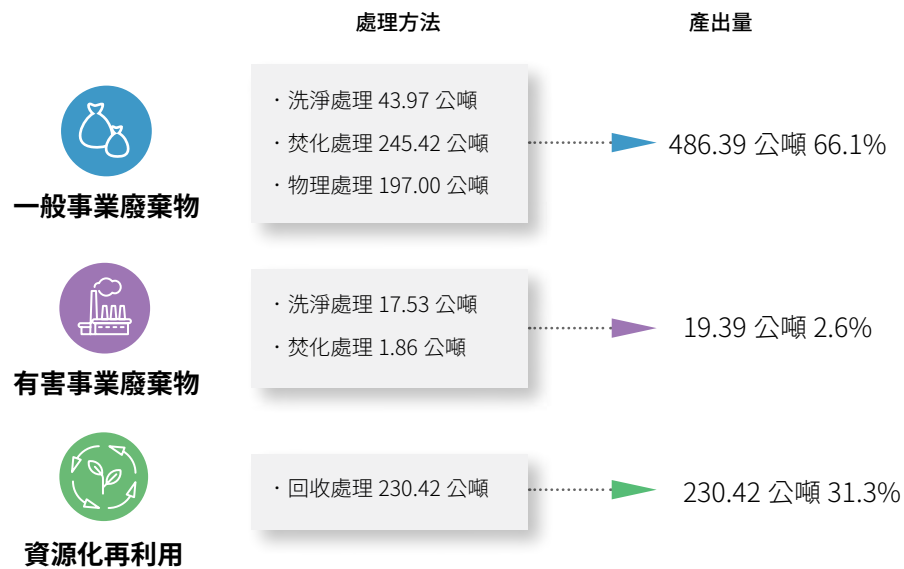 處理方法
產出量
一般事業廢棄物
・洗淨處理 43.97 公噸
・焚化處理 245.42 公噸
・物理處理 197.00 公噸
486.39 公噸 66.1%
有害事業廢棄物
・洗淨處理 17.53 公噸
・焚化處理 1.86 公噸
19.39 公噸 2.6%
資源化再利用
・回收處理 230.42 公噸
230.42 公噸 31.3%